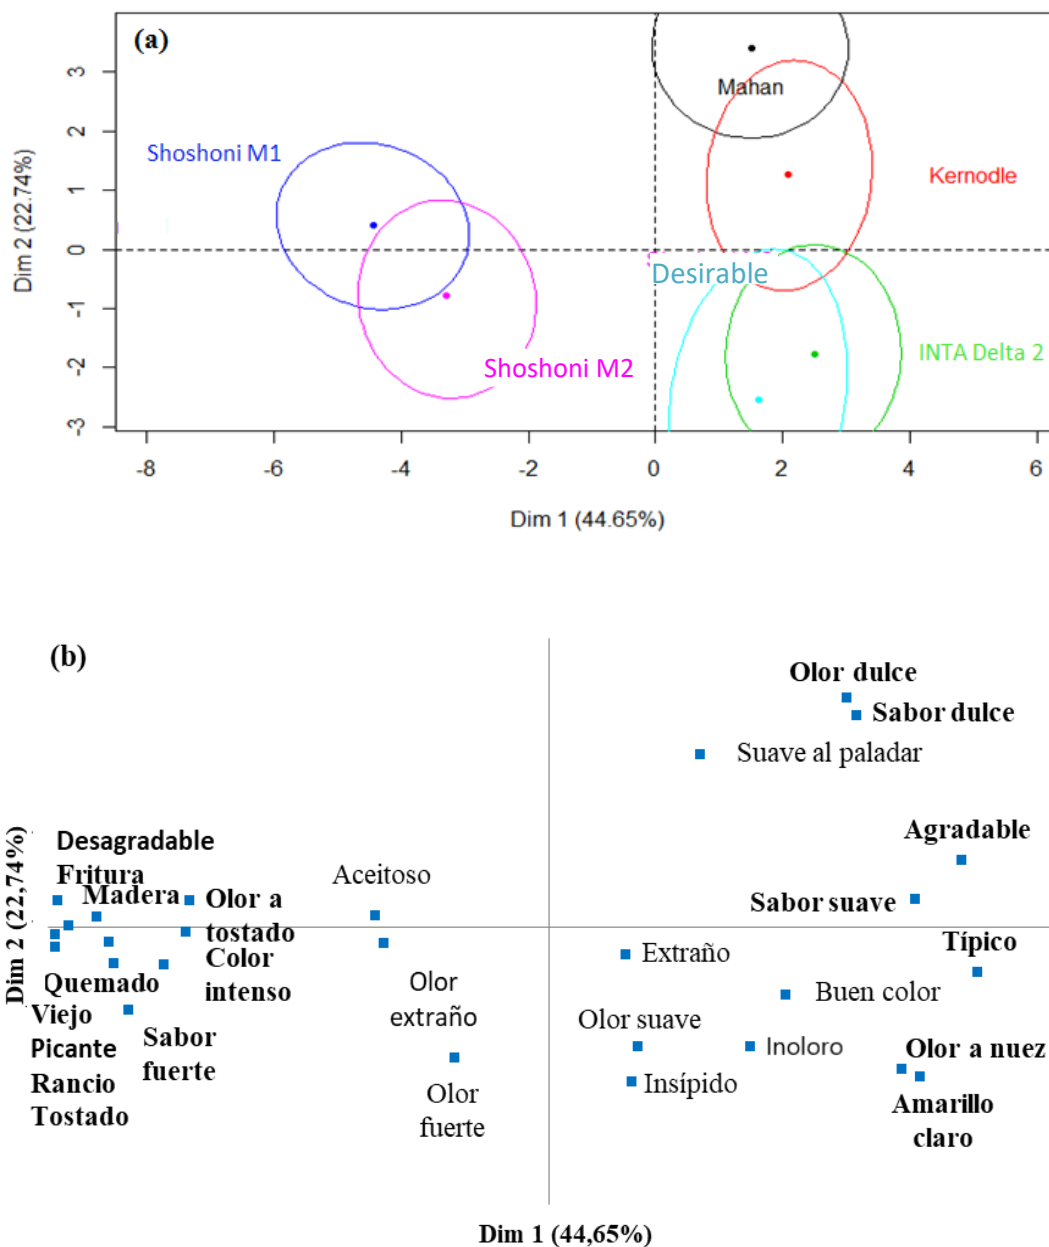 (a)
3
2
1
0
-1
-2
-3
Dim 2 (22.74%)
Mahan
Shoshoni M1
Kernodle
Desirable
INTA Delta 2
Shoshoni M2
-8 -6 -4 -2 0 2 4 6
Dim 1 (44.65%)
(b)
Dim 2 (22,74%)
Olor dulce
Sabor dulce
Suave al paladar
Desagradable
Fritura
Madera
Olor a
tostado
Color
intenso
Aceitoso
Agradable
Sabor suave
Típico
Extraño
Buen color
Quemado
Viejo
Picante
Rancio
Tostado
Sabor
fuerte
Olor
extraño
Olor
fuerte
Olor suave
Inoloro
Insípido
Olor a nuez
Amarillo
claro
Dim 1 (44,65%)